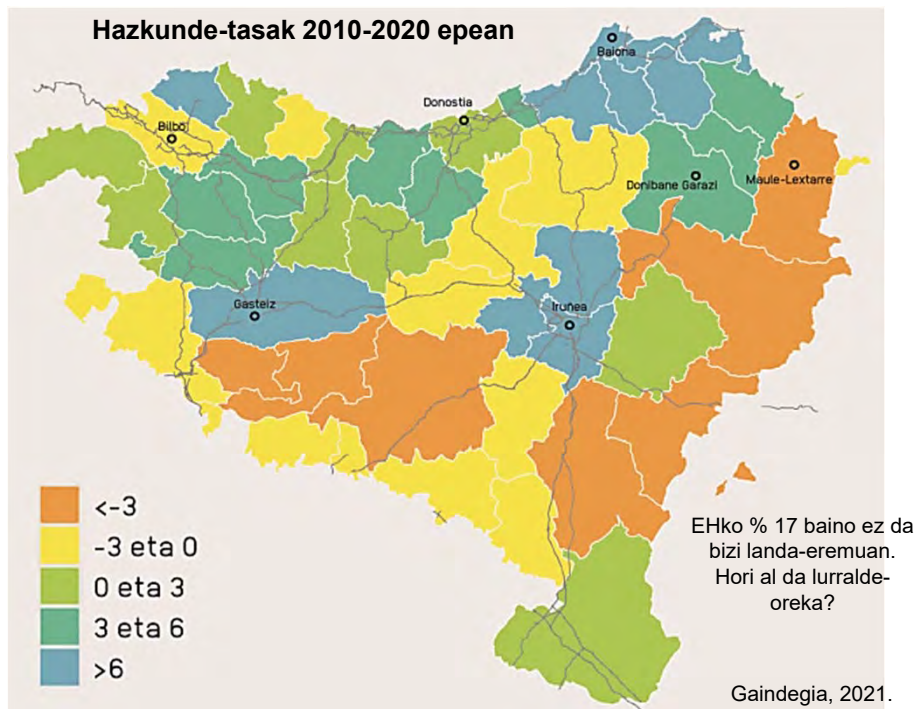 Hazkunde-tasak 2010-2020 epean
Baiona
Donostia
Bilbo
Donibane Garazi
Maule-Lextarre
Gasteiz
Iruñea
<-3
-3 eta 0
0 eta 3
3 eta 6
>6
EHko % 17 baino ez da
bizi landa-eremuan.
Hori al da lurralde-
oreka?
Gaindegia, 2021.